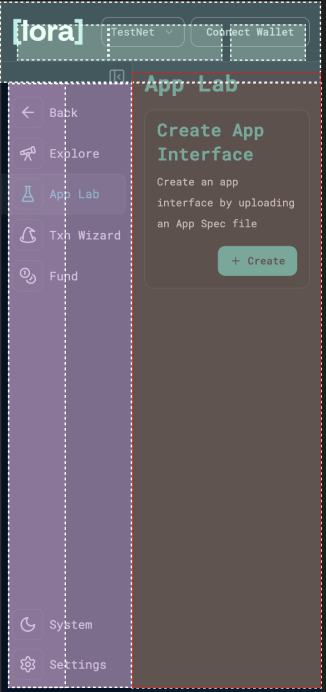 [lora]
TestNet
Connect Wallet
Back
Explore
App Lab
Txn Wizard
Fund
System
Settings
App Lab
Create App
Interface
Create an app
interface by uploading
an App Spec file
+ Create